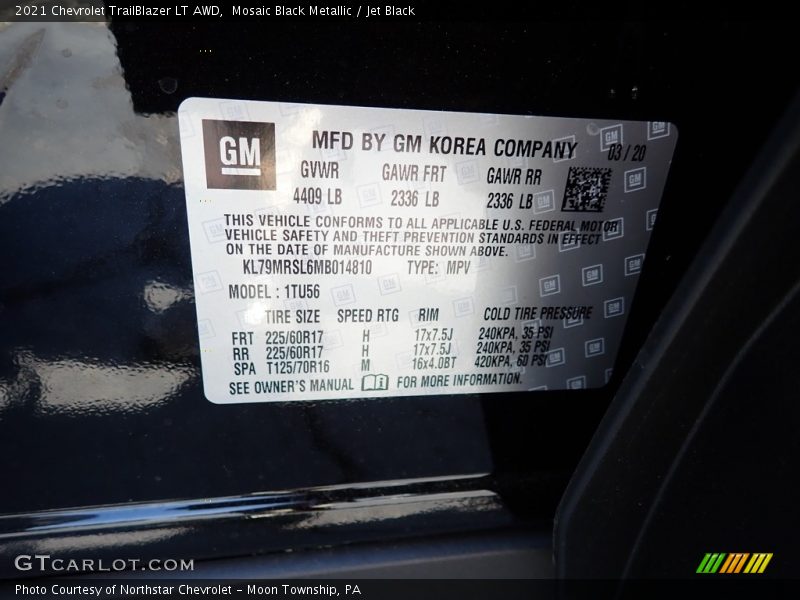 2021 Chevrolet TrailBlazer LT AWD,  Mosaic Black Metallic / Jet Black
GM MFD BY GM KOREA COMPANY 03 / 20
GVWR GAWR FRT GAWR RR
4409 LB 2336 LB 2336 LB
THIS VEHICLE CONFORMS TO ALL APPLICABLE U.S. FEDERAL MOTOR
VEHICLE SAFETY AND THEFT PREVENTION STANDARDS IN EFFECT
ON THE DATE OF MANUFACTURE SHOWN ABOVE.
KL79MRSL6MB014810 TYPE: MPV
MODEL : 1TU56
TIRE SIZE SPEED RTG RIM COLD TIRE PRESSURE
FRT 225/60R17 H 17x7.5J 240KPA, 35 PSI
RR 225/60R17 H 17x7.5J 240KPA, 35 PSI
SPA T125/70R16 M 16x4.0BT 420KPA, 60 PSI
SEE OWNER'S MANUAL FOR MORE INFORMATION.
GTCARLOT.COM
Photo Courtesy of Northstar Chevrolet - Moon Township, PA